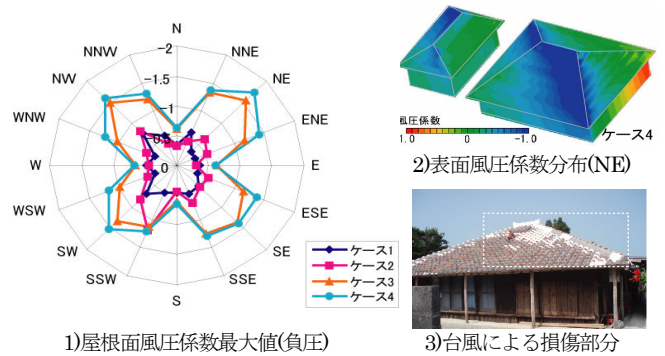 N
NNE
NE
ENE
E
ESE
SE
SSE
S
SSW
SW
WSW
W
WNW
NW
NNW
-2
-1.5
-1
-0.5
0
ケース1
ケース2
ケース3
ケース4
1)屋根面風圧係数最大値(負圧)
風圧係数
1.0 0 -1.0
ケース4
2)表面風圧係数分布(NE)
3)台風による損傷部分